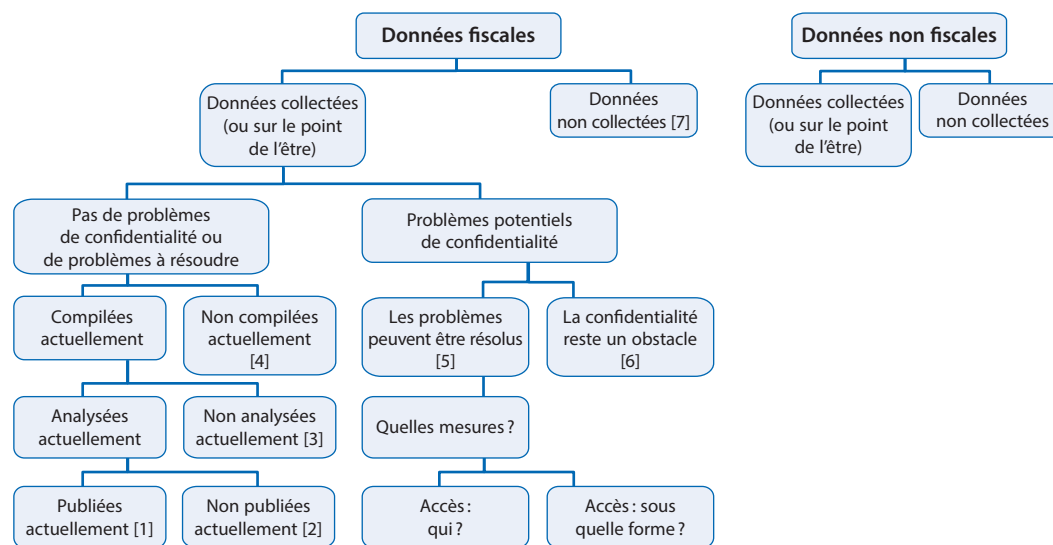 Données fiscales
Données non fiscales
Données collectées
(ou sur le point
de l'être)
Données
non collectées [7]
Données collectées
(ou sur le point
de l'être)
Données
non collectées
Pas de problèmes
de confidentialité ou
de problèmes à résoudre
Problèmes potentiels
de confidentialité
Compilées
actuellement
Non compilées
actuellement
[4]
Les problèmes
peuvent être résolus
[5]
La confidentialité
reste un obstacle
[6]
Analysées
actuellement
Non analysées
actuellement [3]
Quelles mesures ?
Publiées
actuellement [1]
Non publiées
actuellement [2]
Accès :
qui ?
Accès : sous
quelle forme ?